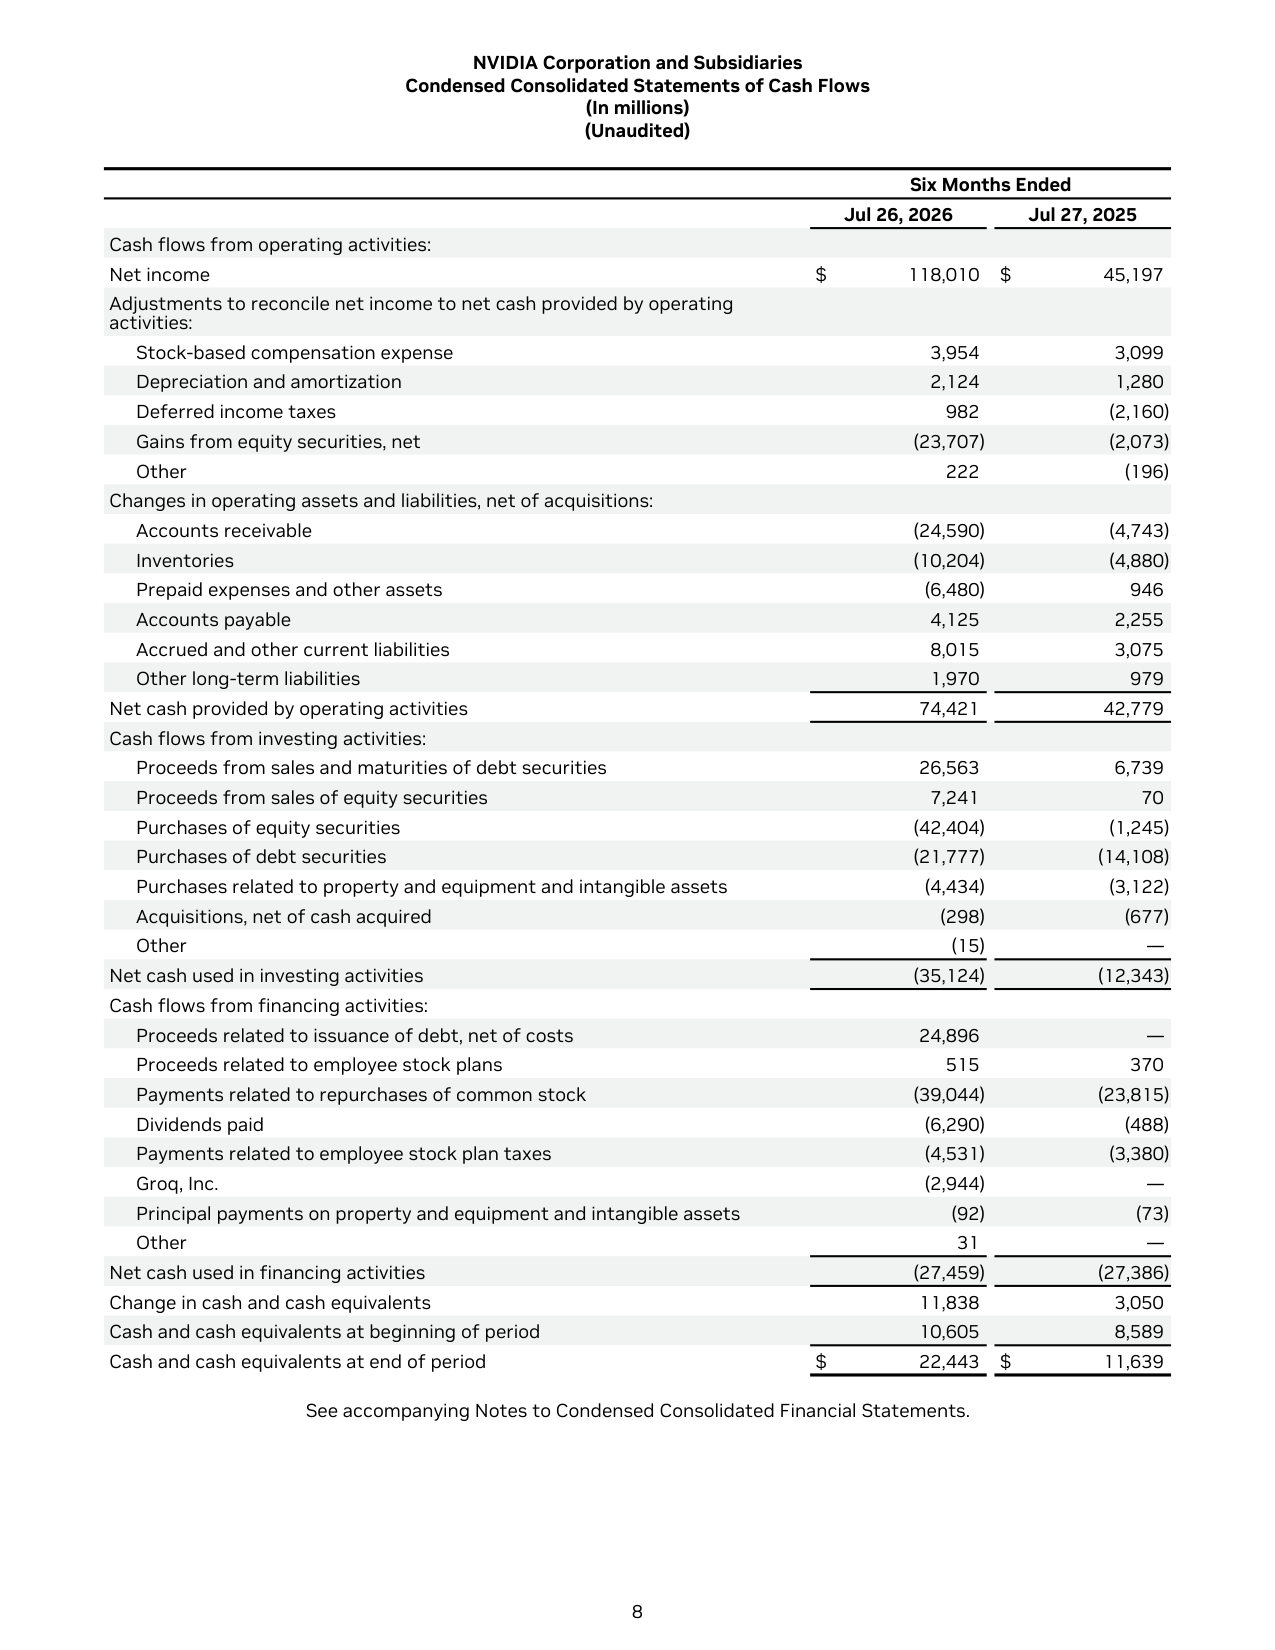 NVIDIA Corporation and Subsidiaries
Condensed Consolidated Statements of Cash Flows
(In millions)
(Unaudited)
Six Months Ended
Jul 26, 2026 Jul 27, 2025
Cash flows from operating activities:
Net income $ 118,010 $ 45,197
Adjustments to reconcile net income to net cash provided by operating
activities:
Stock-based compensation expense 3,954 3,099
Depreciation and amortization 2,124 1,280
Deferred income taxes 982 (2,160)
Gains from equity securities, net (23,707) (2,073)
Other 222 (196)
Changes in operating assets and liabilities, net of acquisitions:
Accounts receivable (24,590) (4,743)
Inventories (10,204) (4,880)
Prepaid expenses and other assets (6,480) 946
Accounts payable 4,125 2,255
Accrued and other current liabilities 8,015 3,075
Other long-term liabilities 1,970 979
Net cash provided by operating activities 74,421 42,779
Cash flows from investing activities:
Proceeds from sales and maturities of debt securities 26,563 6,739
Proceeds from sales of equity securities 7,241 70
Purchases of equity securities (42,404) (1,245)
Purchases of debt securities (21,777) (14,108)
Purchases related to property and equipment and intangible assets (4,434) (3,122)
Acquisitions, net of cash acquired (298) (677)
Other (15) —
Net cash used in investing activities (35,124) (12,343)
Cash flows from financing activities:
Proceeds related to issuance of debt, net of costs 24,896 —
Proceeds related to employee stock plans 515 370
Payments related to repurchases of common stock (39,044) (23,815)
Dividends paid (6,290) (488)
Payments related to employee stock plan taxes (4,531) (3,380)
Groq, Inc. (2,944) —
Principal payments on property and equipment and intangible assets (92) (73)
Other 31 —
Net cash used in financing activities (27,459) (27,386)
Change in cash and cash equivalents 11,838 3,050
Cash and cash equivalents at beginning of period 10,605 8,589
Cash and cash equivalents at end of period $ 22,443 $ 11,639
See accompanying Notes to Condensed Consolidated Financial Statements.
8